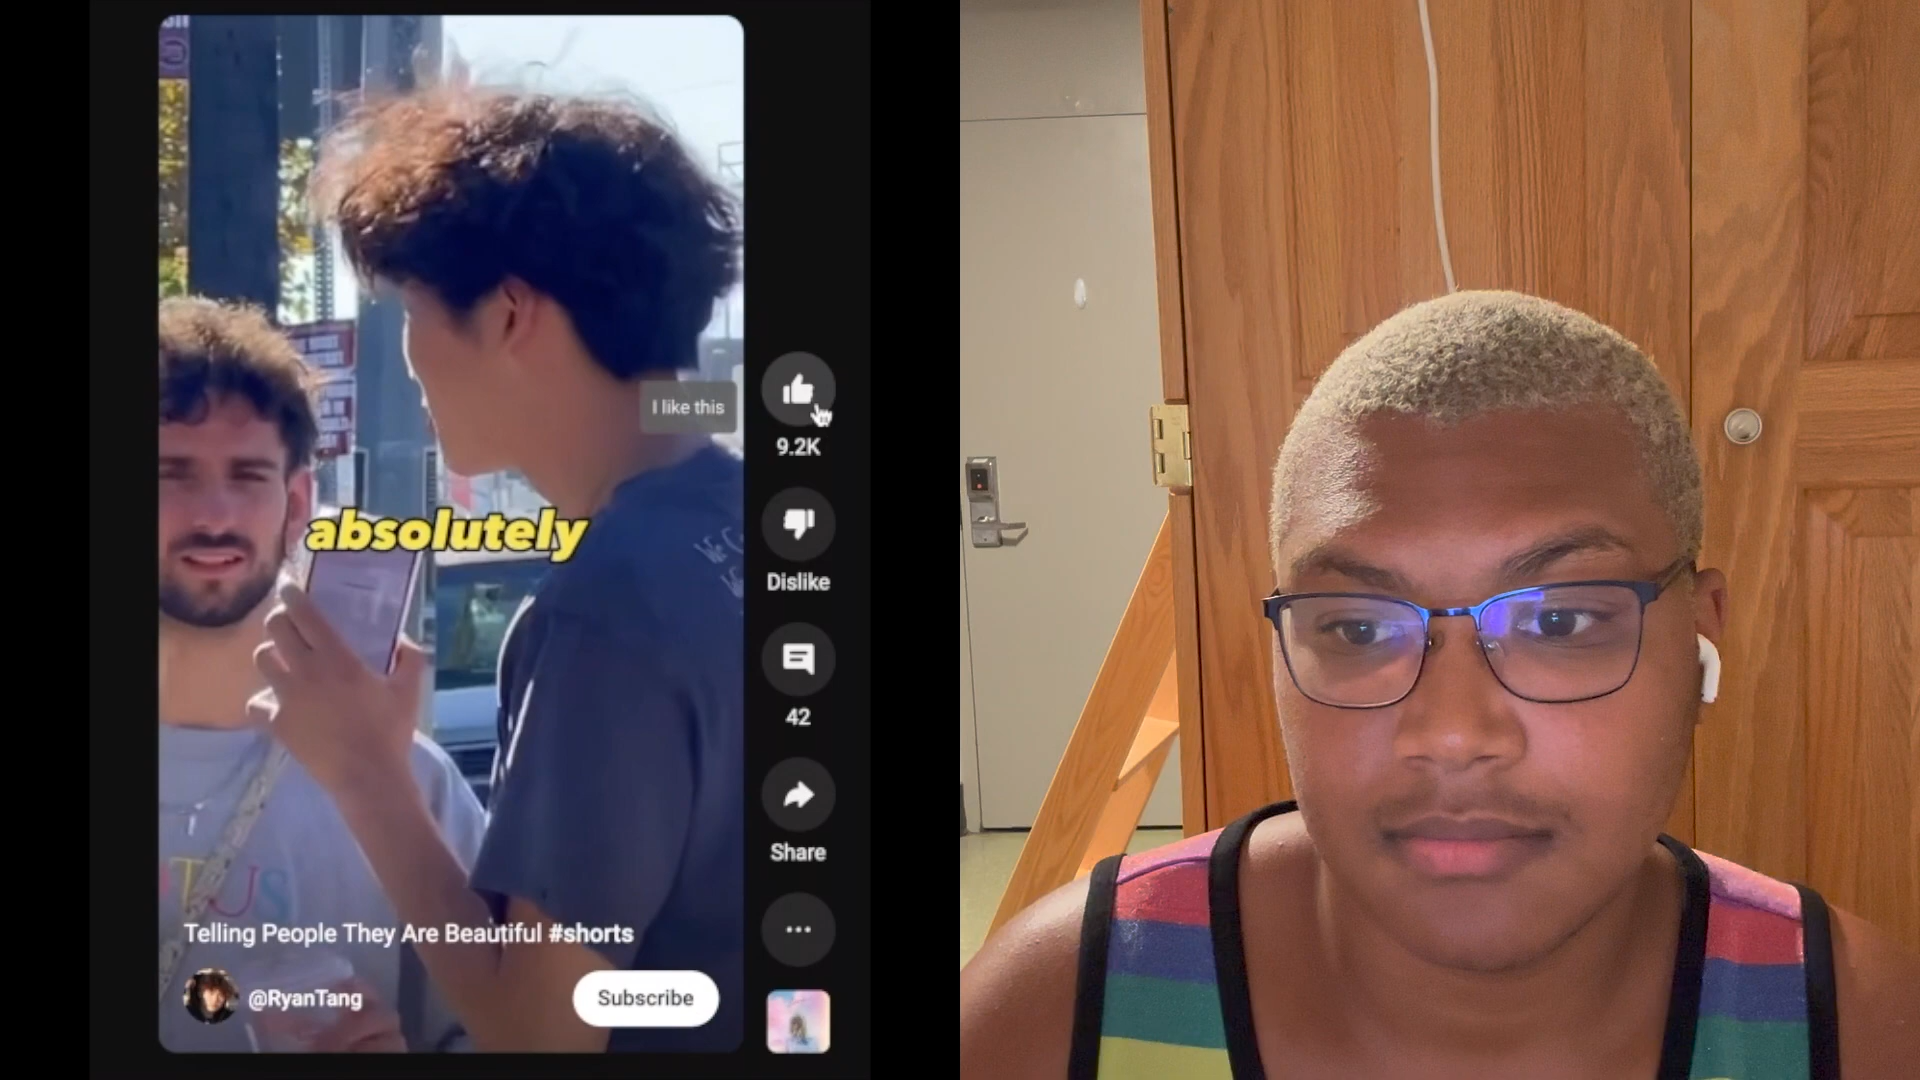 absolutely
I like this
9.2K
Dislike
42
Share
Telling People They Are Beautiful #shorts
@RyanTang
Subscribe